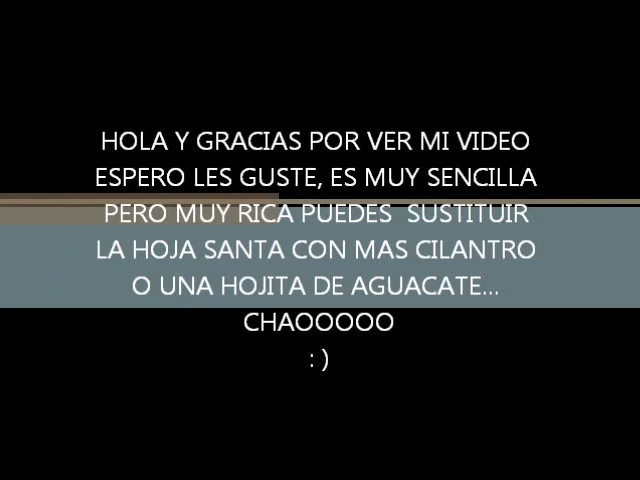 HOLA Y GRACIAS POR VER MI VIDEO
ESPERO LES GUSTE, ES MUY SENCILLA
PERO MUY RICA PUEDES  SUSTITUIR
LA HOJA SANTA CON MAS CILANTRO
O UNA HOJITA DE AGUACATE...
CHAOOOOO
: )